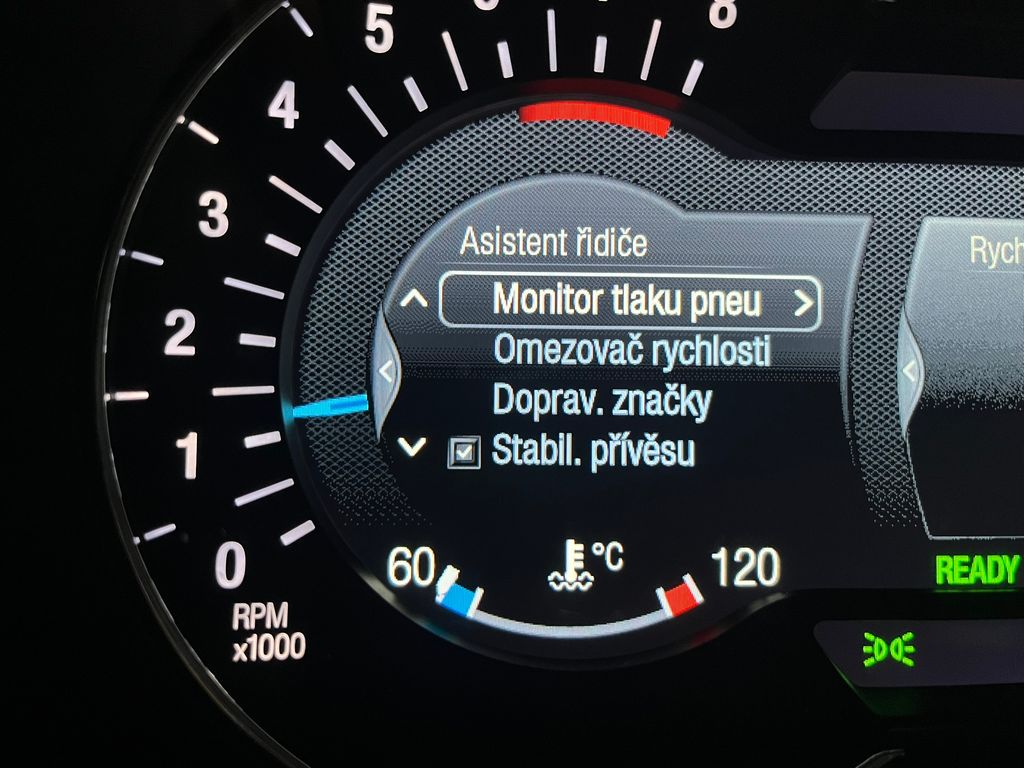 5
8
4
3
2
1
0
RPM
x1000
Asistent řidiče
Monitor tlaku pneu
Omezovač rychlosti
Doprav. značky
Stabil. přívěsu
60
°C
120
Rych
READY